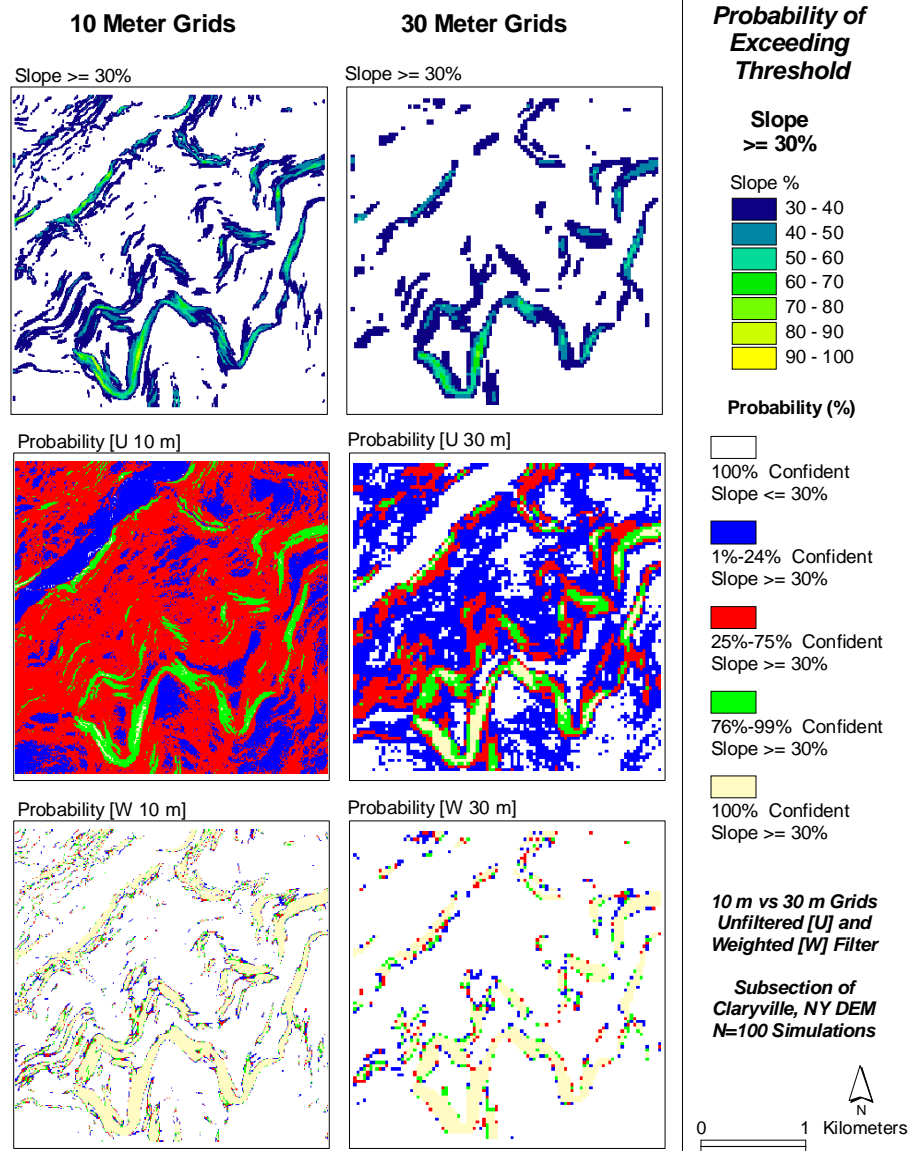 10 Meter Grids
30 Meter Grids
Slope >= 30%
Slope >= 30%
Probability [U 10 m]
Probability [U 30 m]
Probability [W 10 m]
Probability [W 30 m]
Probability of
Exceeding
Threshold
Slope
>= 30%
Slope %
30 - 40
40 - 50
50 - 60
60 - 70
70 - 80
80 - 90
90 - 100
Probability (%)
100% Confident
Slope <= 30%
1%-24% Confident
Slope >= 30%
25%-75% Confident
Slope >= 30%
76%-99% Confident
Slope >= 30%
100% Confident
Slope >= 30%
10 m vs 30 m Grids
Unfiltered [U] and
Weighted [W] Filter
Subsection of
Claryville, NY DEM
N=100 Simulations
N
0 1 Kilometers